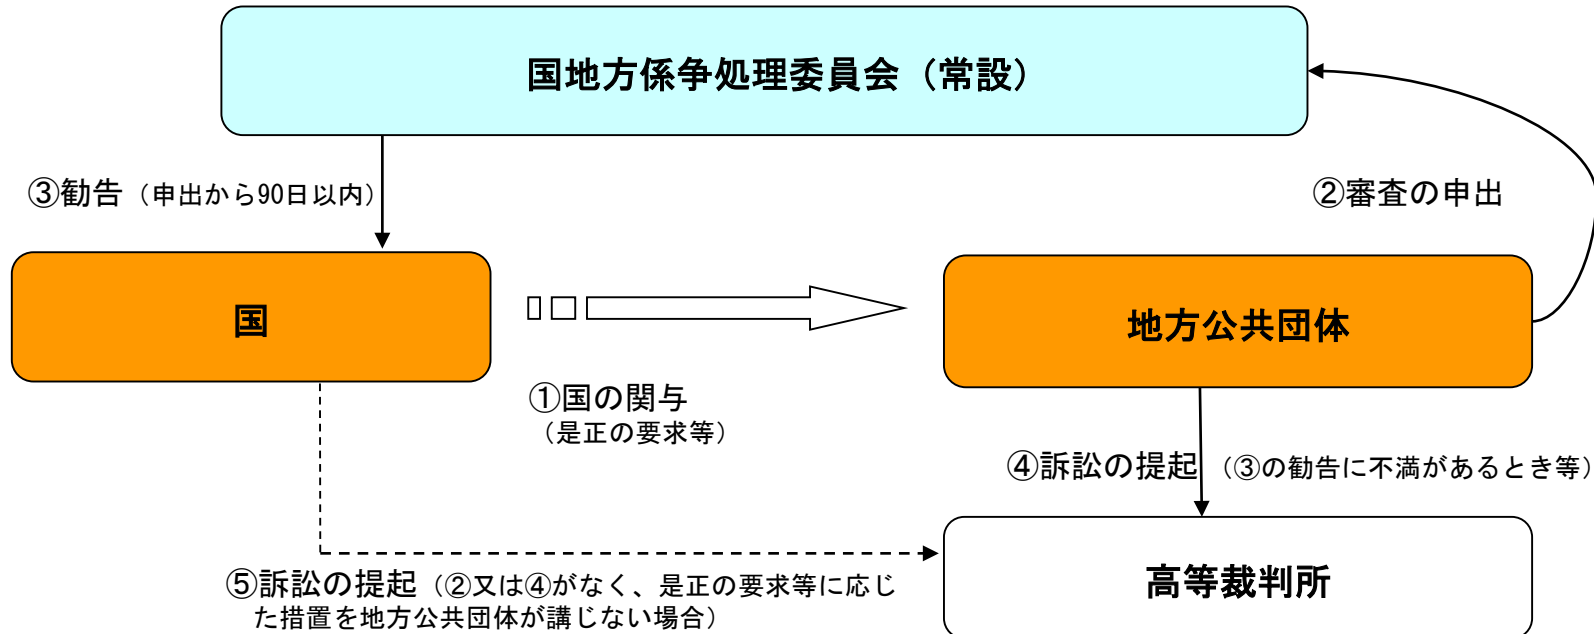 国地方係争処理委員会（常設）
③勧告（申出から90日以内）
②審査の申出
国
地方公共団体
①国の関与
（是正の要求等）
④訴訟の提起（③の勧告に不満があるとき等）
⑤訴訟の提起（②又は④がなく、是正の要求等に応じ
た措置を地方公共団体が講じない場合）
高等裁判所